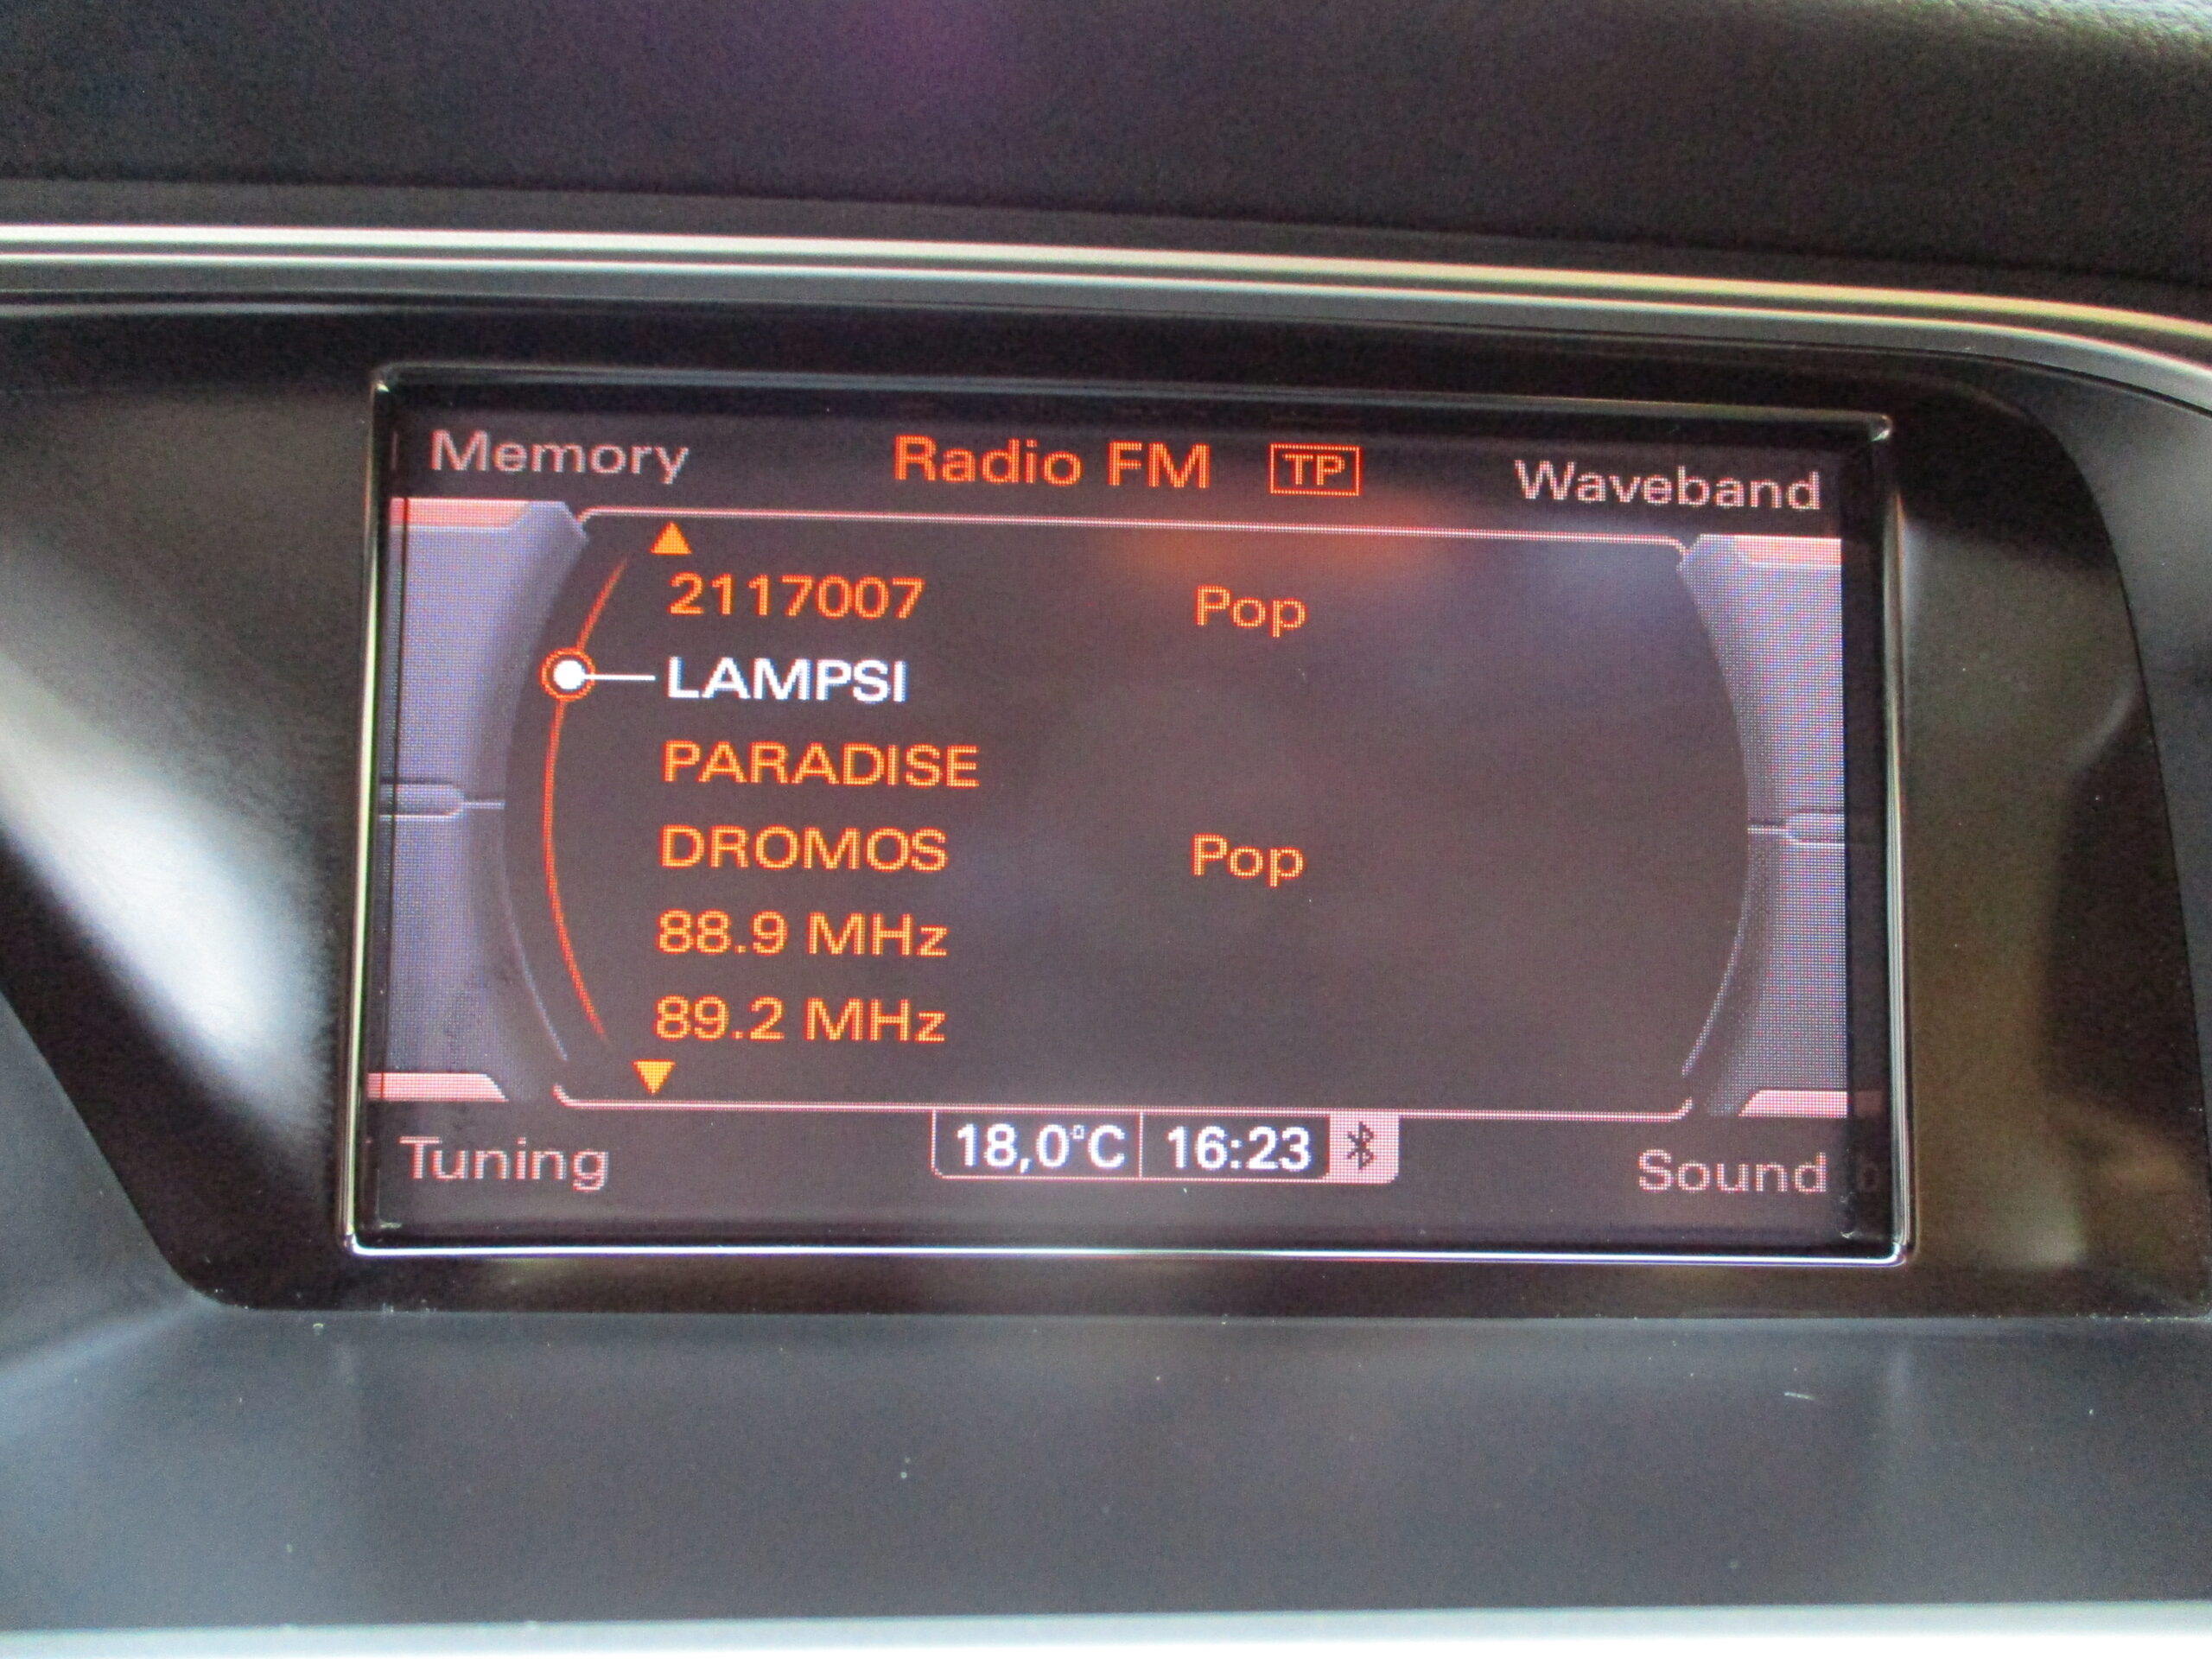 Memory Radio FM TP Waveband
2117007 Pop
LAMPSI
PARADISE
DROMOS Pop
88.9 MHz
89.2 MHz
Tuning 18,0°C 16:23 Sound